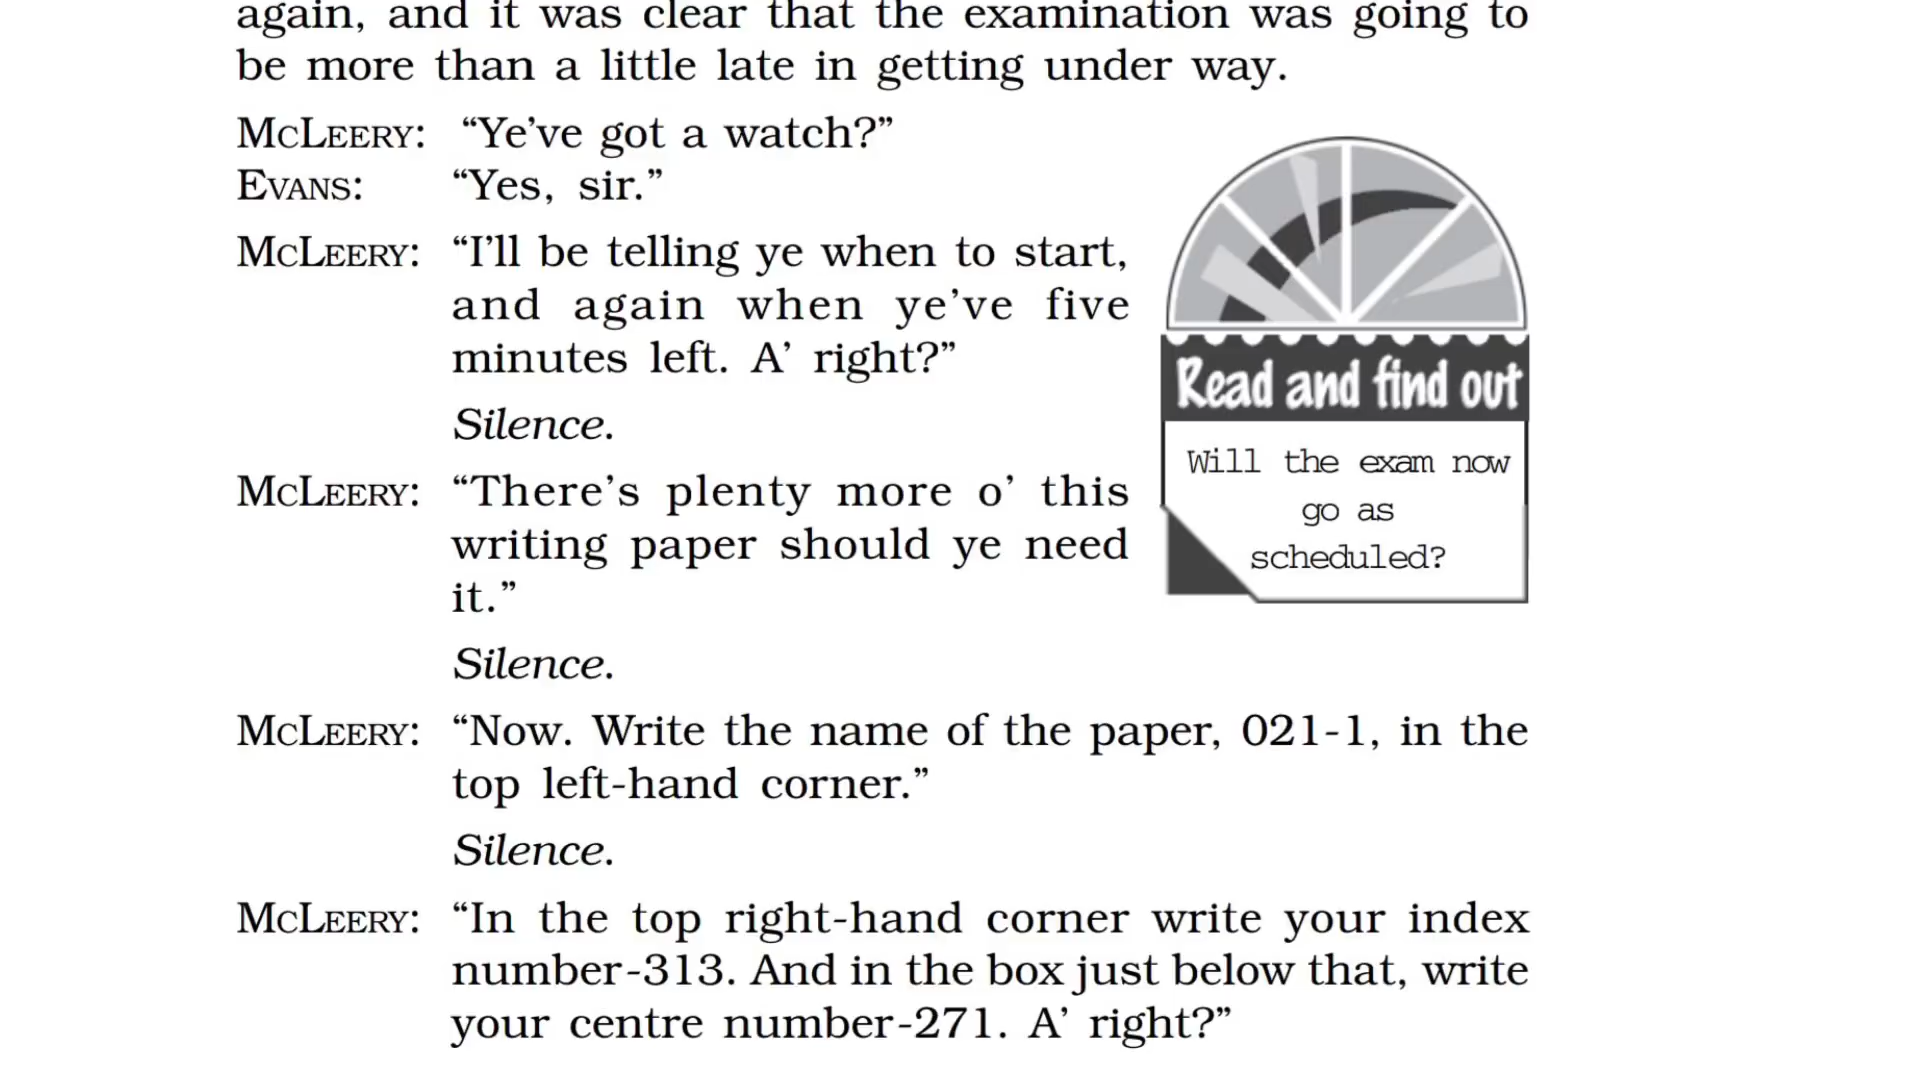 again, and it was clear that the examination was going to
be more than a little late in getting under way.
MCLEERY: “Ye’ve got a watch?”
EVANS: “Yes, sir.”
MCLEERY: “I’ll be telling ye when to start,
and again when ye’ve five
minutes left. A’ right?”
Silence.
MCLEERY: “There’s plenty more o’ this
writing paper should ye need
it.”
Silence.
MCLEERY: “Now. Write the name of the paper, 021-1, in the
top left-hand corner.”
Silence.
MCLEERY: “In the top right-hand corner write your index
number-313. And in the box just below that, write
your centre number-271. A’ right?”
Read and find out
Will the exam now
go as
scheduled?